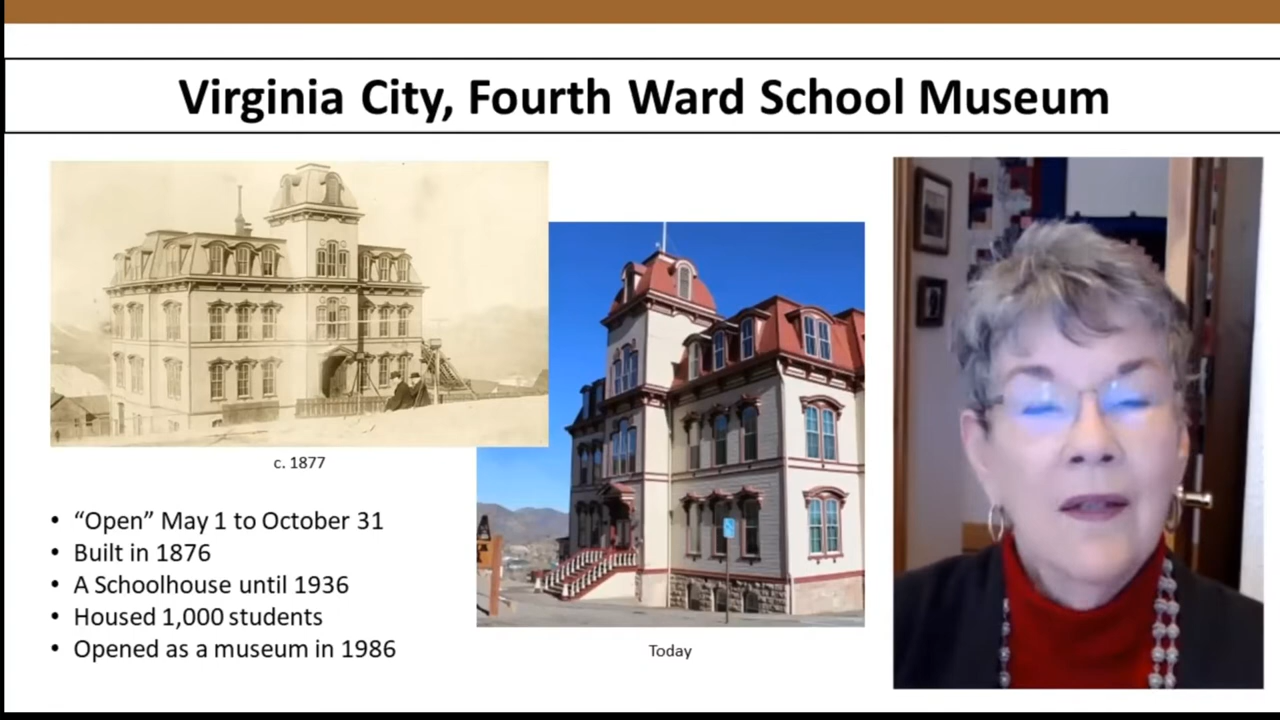 Virginia City, Fourth Ward School Museum
c. 1877
• “Open” May 1 to October 31
• Built in 1876
• A Schoolhouse until 1936
• Housed 1,000 students
• Opened as a museum in 1986
Today